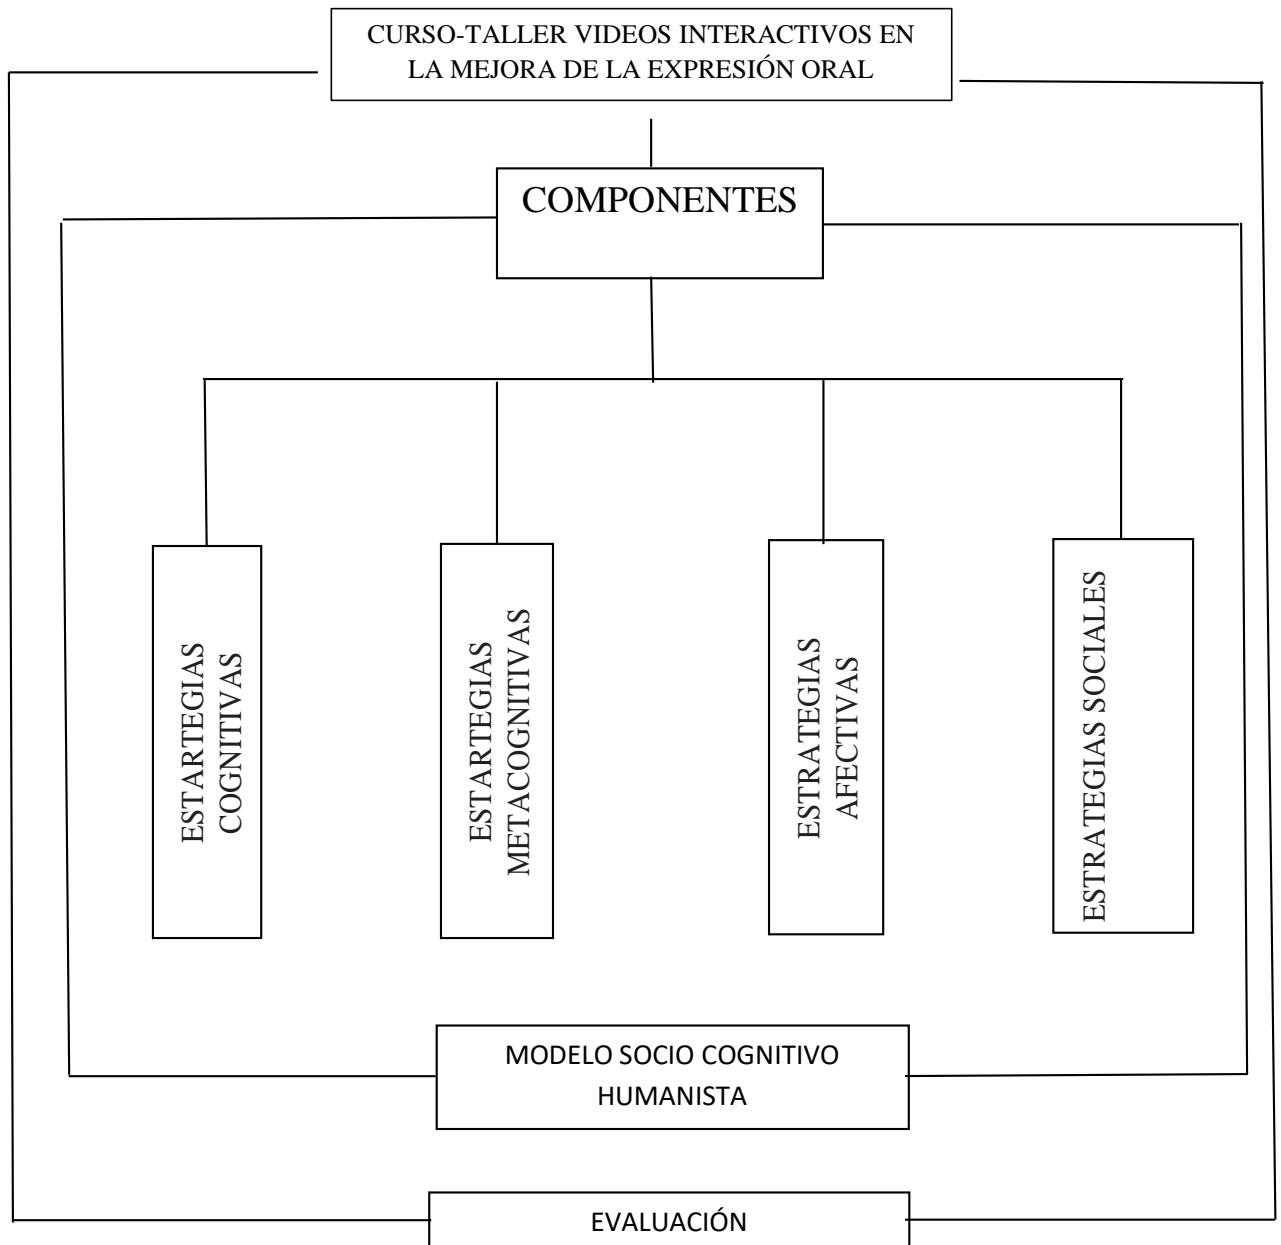 CURSO-TALLER VIDEOS INTERACTIVOS EN
LA MEJORA DE LA EXPRESIÓN ORAL
COMPONENTES
ESTARTEGIAS
COGNITIVAS
ESTARTEGIAS
METACOGNITIVAS
ESTRATEGIAS
AFECTIVAS
ESTRATEGIAS SOCIALES
MODELO SOCIO COGNITIVO
HUMANISTA
EVALUACIÓN